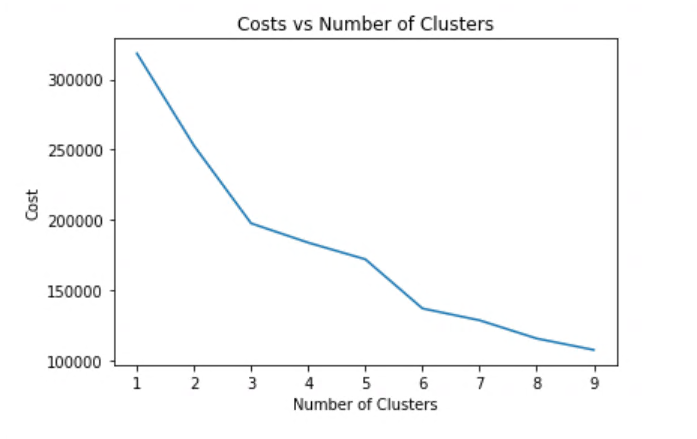 Costs vs Number of Clusters
300000
250000
200000
150000
100000
Cost
1 2 3 4 5 6 7 8 9
Number of Clusters